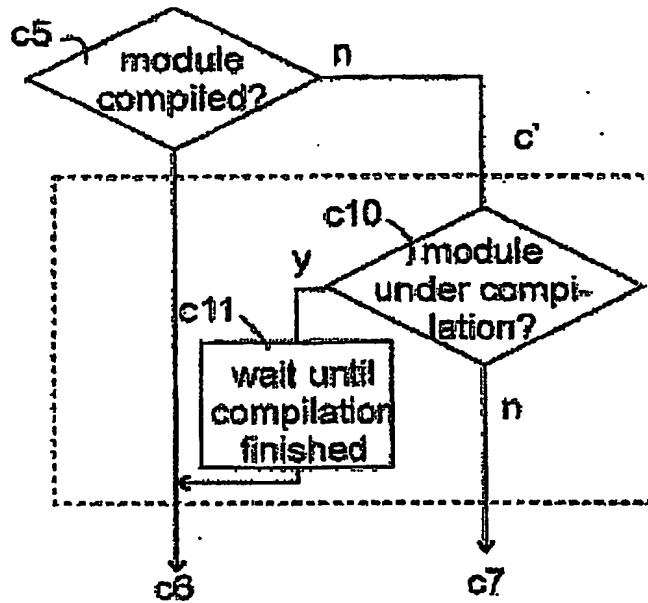 c5
module
compiled?
n
c'
c10
module
under compi-
lation?
y
c11
wait until
compilation
finished
n
c6
c7